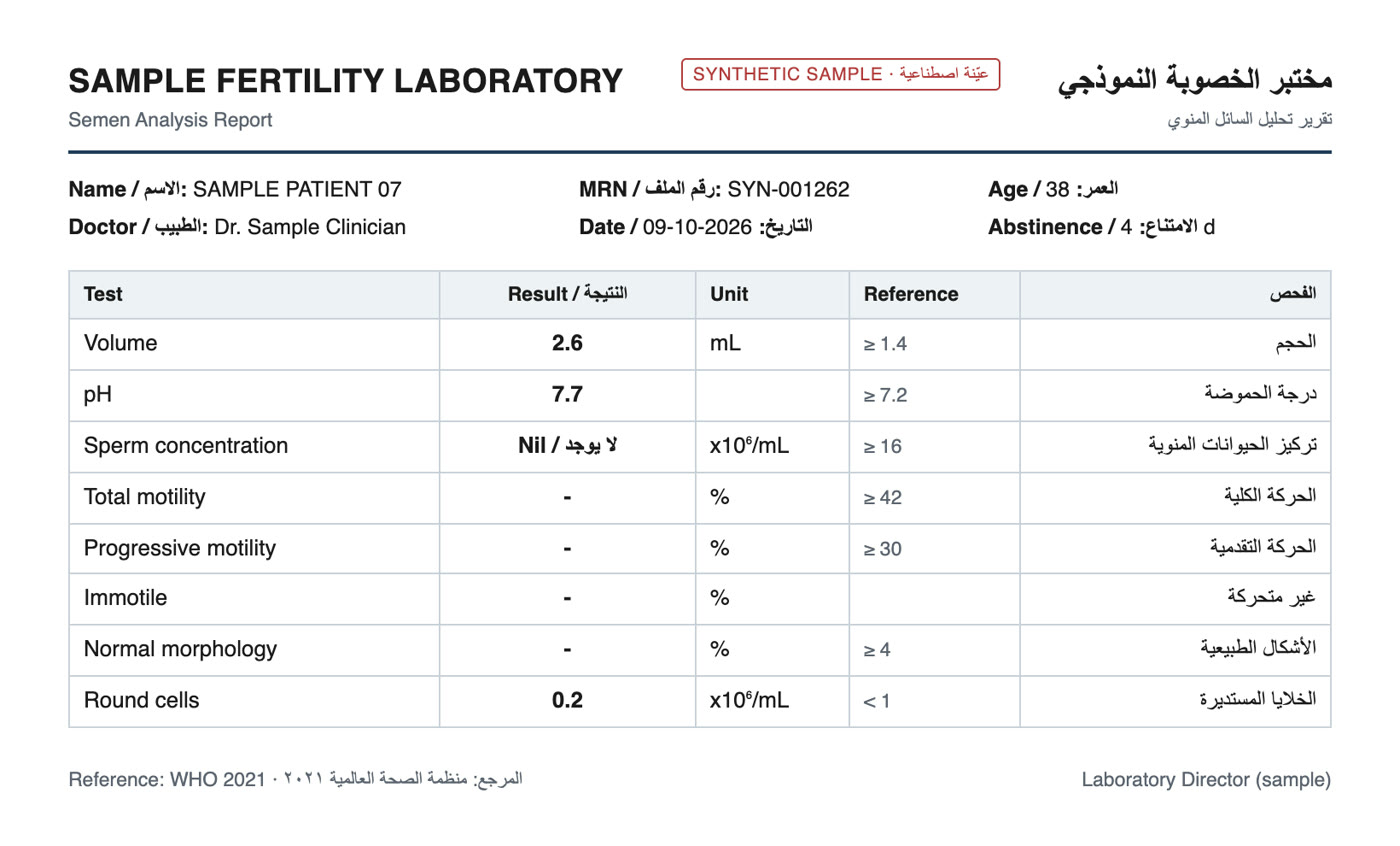 SAMPLE FERTILITY LABORATORY
SYNTHETIC SAMPLE · عيّنة اصطناعية
مختبر الخصوبة النموذجي
Semen Analysis Report
تقرير تحليل السائل المنوي
Name / الاسم: SAMPLE PATIENT 07
MRN / رقم الملف: SYN-001262
Age / العمر: 38
Doctor / الطبيب: Dr. Sample Clinician
Date / التاريخ: 09-10-2026
Abstinence / الامتناع: 4 d
Test | Result / النتيجة | Unit | Reference | الفحص
Volume | 2.6 | mL | ≥ 1.4 | الحجم
pH | 7.7 | | ≥ 7.2 | درجة الحموضة
Sperm concentration | Nil / لا يوجد | x10⁶/mL | ≥ 16 | تركيز الحيوانات المنوية
Total motility | - | % | ≥ 42 | الحركة الكلية
Progressive motility | - | % | ≥ 30 | الحركة التقدمية
Immotile | - | % | | غير متحركة
Normal morphology | - | % | ≥ 4 | الأشكال الطبيعية
Round cells | 0.2 | x10⁶/mL | < 1 | الخلايا المستديرة
Reference: WHO 2021 · المرجع: منظمة الصحة العالمية ٢٠٢١
Laboratory Director (sample)